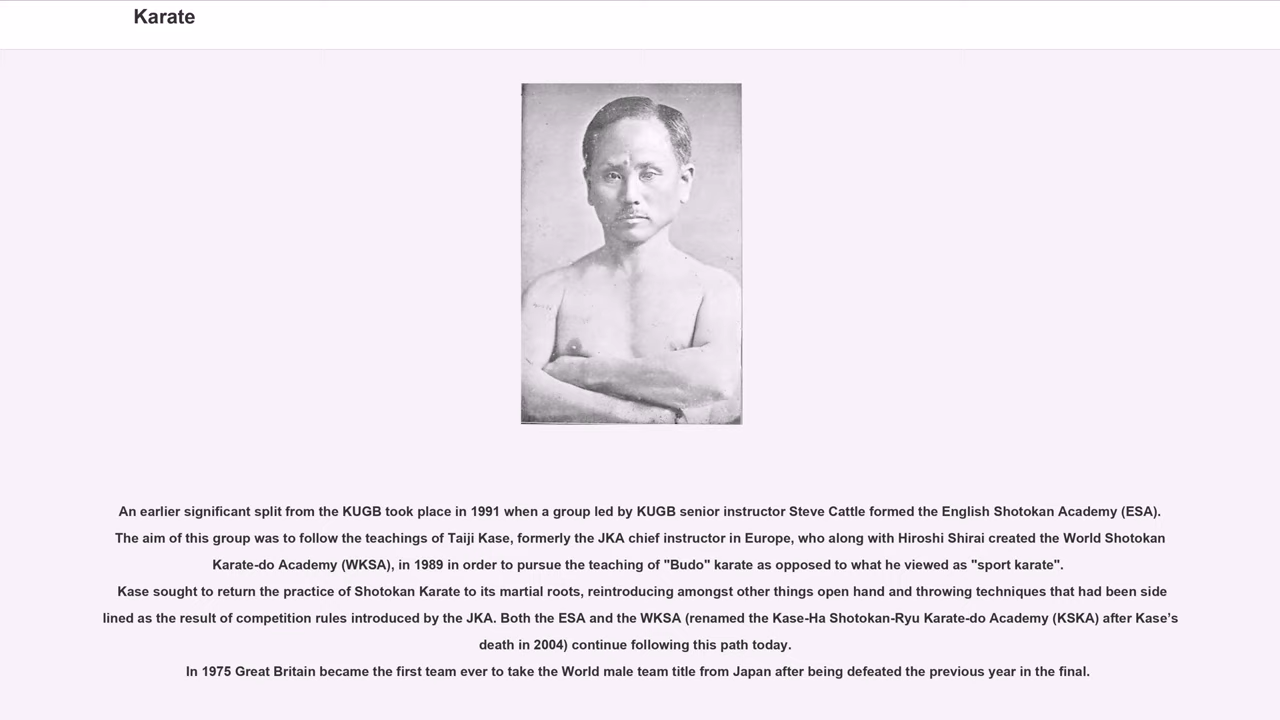 Karate
An earlier significant split from the KUGB took place in 1991 when a group led by KUGB senior instructor Steve Cattle formed the English Shotokan Academy (ESA).
The aim of this group was to follow the teachings of Taiji Kase, formerly the JKA chief instructor in Europe, who along with Hiroshi Shirai created the World Shotokan
Karate-do Academy (WKSA), in 1989 in order to pursue the teaching of "Budo" karate as opposed to what he viewed as "sport karate".
Kase sought to return the practice of Shotokan Karate to its martial roots, reintroducing amongst other things open hand and throwing techniques that had been side
lined as the result of competition rules introduced by the JKA. Both the ESA and the WKSA (renamed the Kase-Ha Shotokan-Ryu Karate-do Academy (KSKA) after Kase’s
death in 2004) continue following this path today.
In 1975 Great Britain became the first team ever to take the World male team title from Japan after being defeated the previous year in the final.